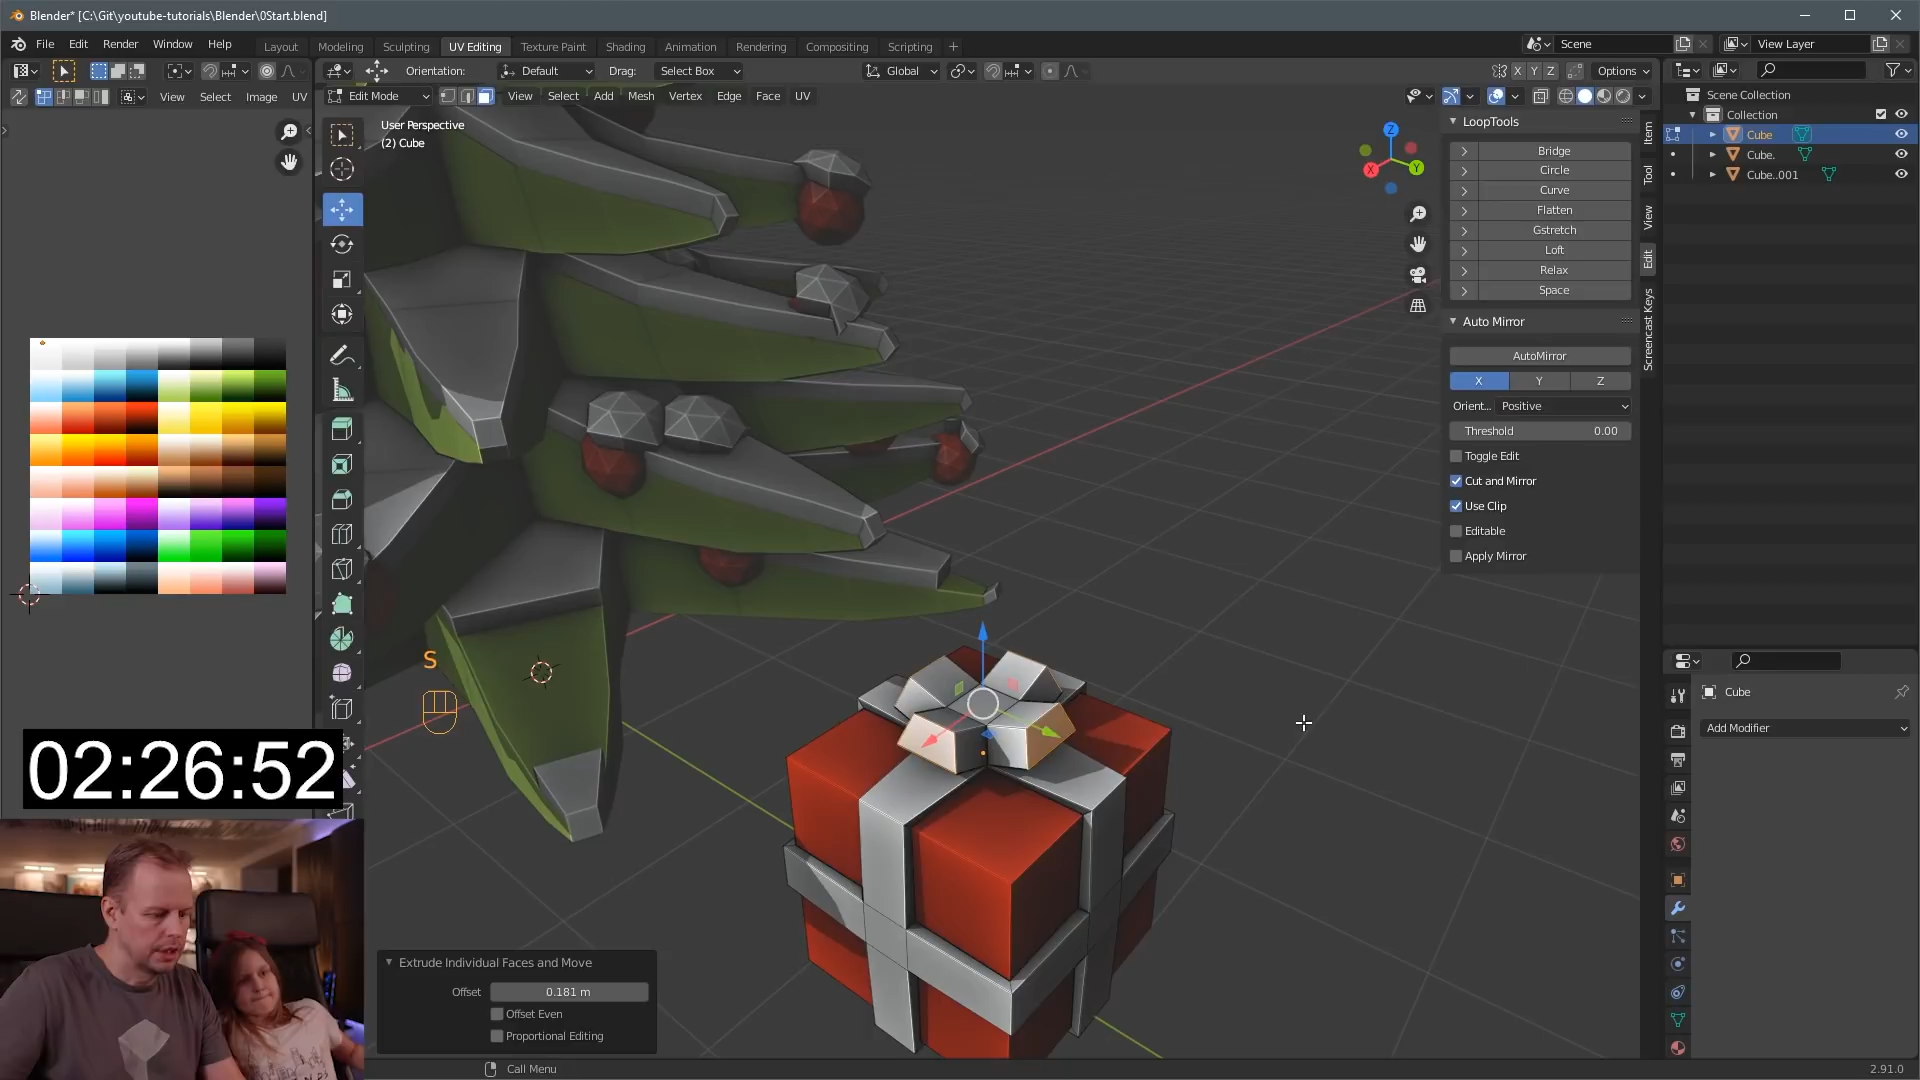 Blender* [C:\Git\youtube-tutorials\Blender\0Start.blend]
File Edit Render Window Help
Layout Modeling Sculpting UV Editing Texture Paint Shading Animation Rendering Compositing Scripting +
Scene
View Layer
Orientation: Default Drag: Select Box
Global
X Y Z Options
View Select Image UV
Edit Mode View Select Add Mesh Vertex Edge Face UV
User Perspective
(2) Cube
Z
X
Y
LoopTools
Bridge
Circle
Curve
Flatten
Gstretch
Loft
Relax
Space
Auto Mirror
AutoMirror
X Y Z
Orient... Positive
Threshold 0.00
Toggle Edit
Cut and Mirror
Use Clip
Editable
Apply Mirror
Item
Tool
View
Edit
Screencast Keys
Scene Collection
Collection
Cube
Cube.
Cube..001
Cube
Add Modifier
S
02:26:52
Extrude Individual Faces and Move
Offset 0.181 m
Offset Even
Proportional Editing
Call Menu
2.91.0